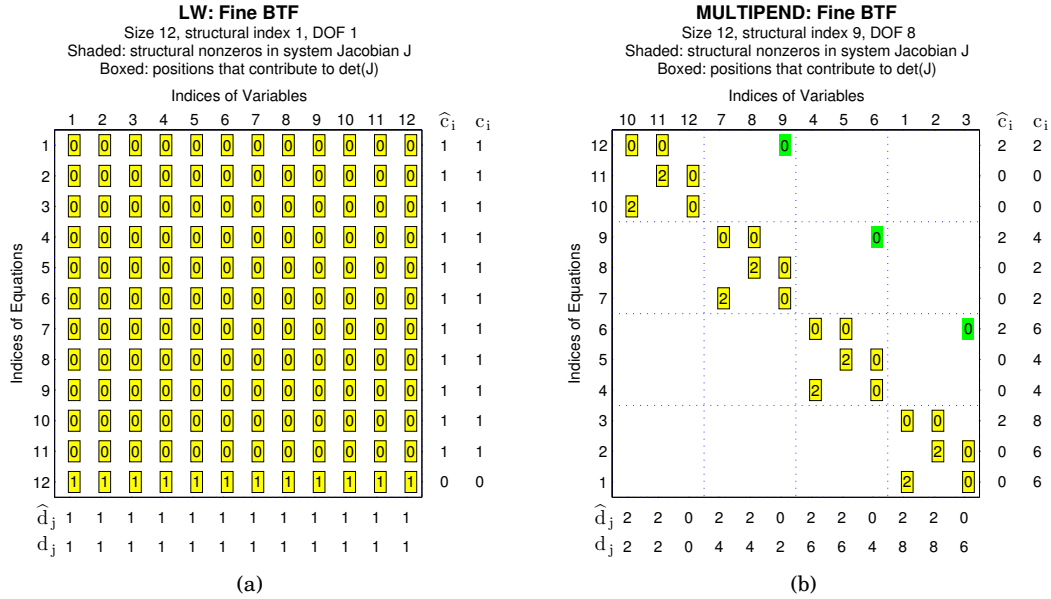 LW: Fine BTF
Size 12, structural index 1, DOF 1
Shaded: structural nonzeros in system Jacobian J
Boxed: positions that contribute to det(J)
Indices of Variables
1 2 3 4 5 6 7 8 9 10 11 12 ĉi ci
1 0 0 0 0 0 0 0 0 0 0 0 0 1 1
2 0 0 0 0 0 0 0 0 0 0 0 0 1 1
3 0 0 0 0 0 0 0 0 0 0 0 0 1 1
4 0 0 0 0 0 0 0 0 0 0 0 0 1 1
5 0 0 0 0 0 0 0 0 0 0 0 0 1 1
6 0 0 0 0 0 0 0 0 0 0 0 0 1 1
7 0 0 0 0 0 0 0 0 0 0 0 0 1 1
8 0 0 0 0 0 0 0 0 0 0 0 0 1 1
9 0 0 0 0 0 0 0 0 0 0 0 0 1 1
10 0 0 0 0 0 0 0 0 0 0 0 0 1 1
11 0 0 0 0 0 0 0 0 0 0 0 0 1 1
12 1 1 1 1 1 1 1 1 1 1 1 1 0 0
Indices of Equations
d̂j 1 1 1 1 1 1 1 1 1 1 1 1
dj 1 1 1 1 1 1 1 1 1 1 1 1
(a)
MULTIPEND: Fine BTF
Size 12, structural index 9, DOF 8
Shaded: structural nonzeros in system Jacobian J
Boxed: positions that contribute to det(J)
Indices of Variables
10 11 12 7 8 9 4 5 6 1 2 3 ĉi ci
12 0 0 0 2 2
11 2 0 0 0
10 2 0 0 0
9 0 0 0 2 4
8 2 0 0 2
7 2 0 0 2
6 0 0 0 2 6
5 2 0 0 4
4 2 0 0 4
3 0 0 2 8
2 2 0 0 6
1 2 0 0 6
Indices of Equations
d̂j 2 2 0 2 2 0 2 2 0 2 2 0
dj 2 2 0 4 4 2 6 6 4 8 8 6
(b)